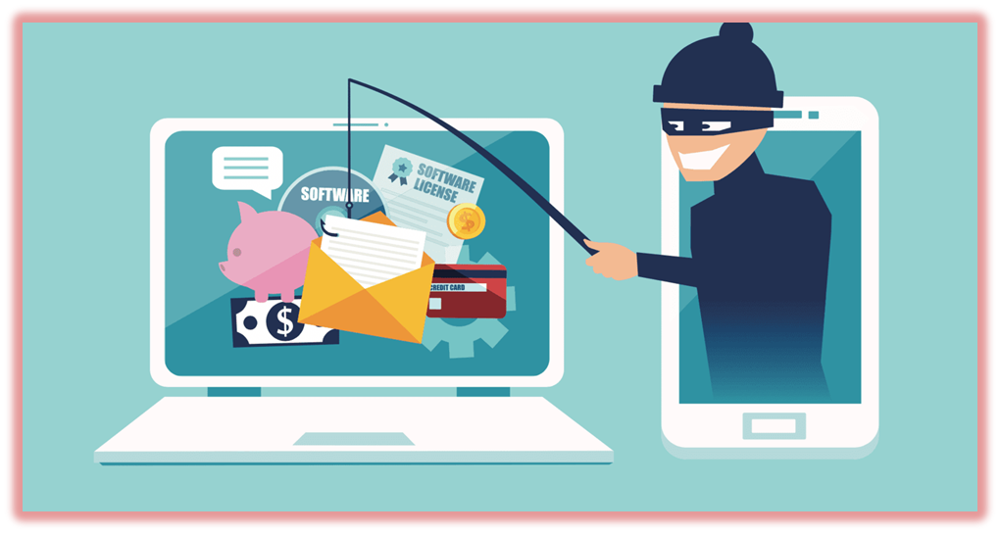 SOFTWARE
SOFTWARE
LICENSE
$
CREDIT CARD
$